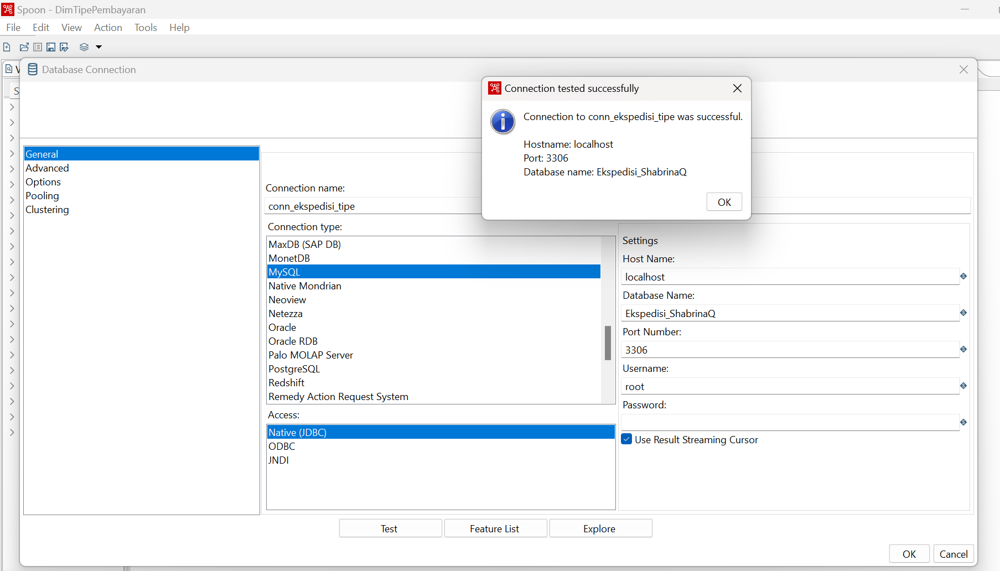 Spoon - DimTipePembayaran
File Edit View Action Tools Help
Database Connection
Connection tested successfully
Connection to conn_ekspedisi_tipe was successful.
Hostname: localhost
Port: 3306
Database name: Ekspedisi_ShabrinaQ
OK
General
Advanced
Options
Pooling
Clustering
Connection name:
conn_ekspedisi_tipe
Connection type:
MaxDB (SAP DB)
MonetDB
MySQL
Native Mondrian
Neoview
Netezza
Oracle
Oracle RDB
Palo MOLAP Server
PostgreSQL
Redshift
Remedy Action Request System
Access:
Native (JDBC)
ODBC
JNDI
Settings
Host Name:
localhost
Database Name:
Ekspedisi_ShabrinaQ
Port Number:
3306
Username:
root
Password:
Use Result Streaming Cursor
Test Feature List Explore
OK Cancel